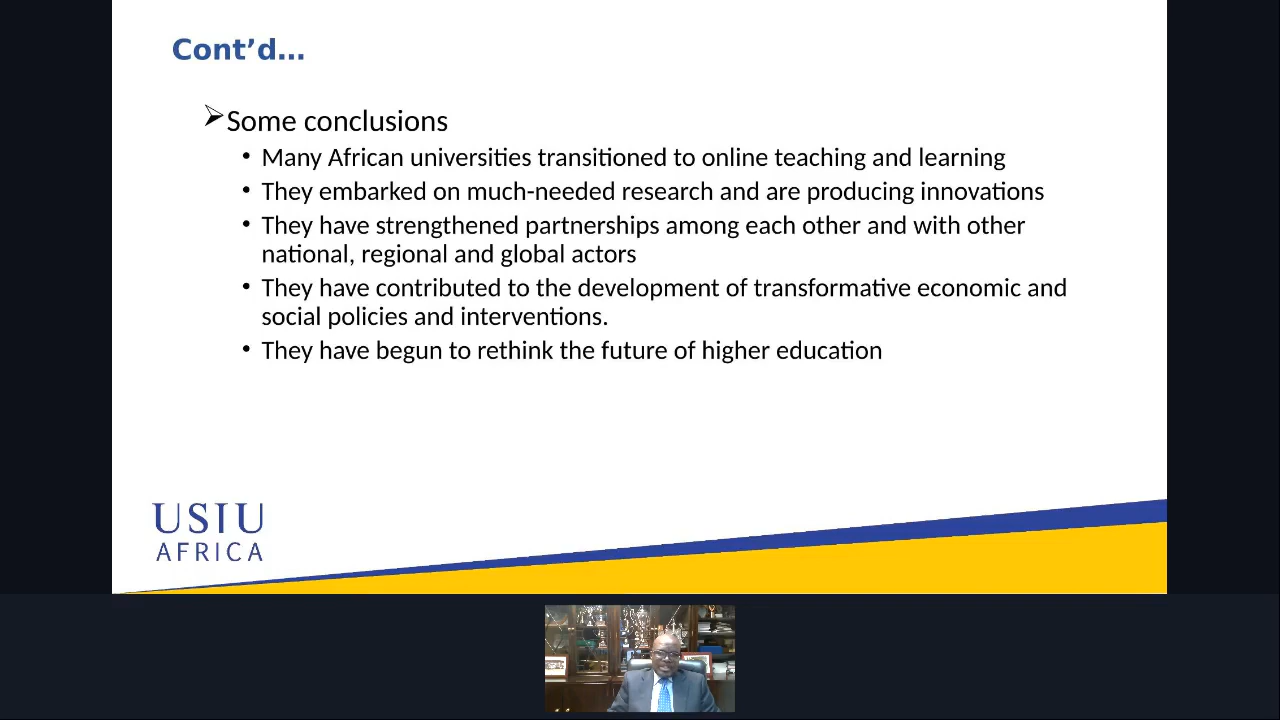 Cont’d…
➢Some conclusions
• Many African universities transitioned to online teaching and learning
• They embarked on much-needed research and are producing innovations
• They have strengthened partnerships among each other and with other
national, regional and global actors
• They have contributed to the development of transformative economic and
social policies and interventions.
• They have begun to rethink the future of higher education
USIU
AFRICA